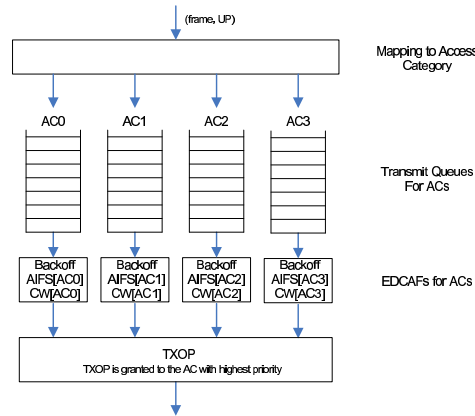 (frame, UP)
Mapping to Access
Category
AC0 AC1 AC2 AC3
Transmit Queues
For ACs
Backoff
AIFS[AC0]
CW[AC0]
Backoff
AIFS[AC1]
CW[AC1]
Backoff
AIFS[AC2]
CW[AC2]
Backoff
AIFS[AC3]
CW[AC3]
EDCAFs for ACs
TXOP
TXOP is granted to the AC with highest priority